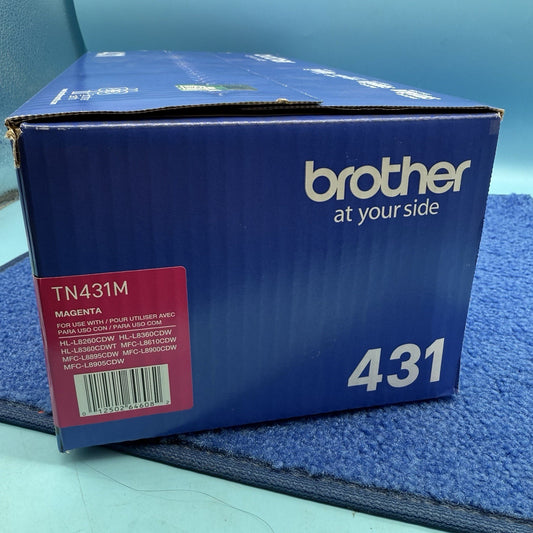 brother
at your side
TN431M
MAGENTA
FOR USE WITH / POUR UTILISER AVEC
PARA USO CON / PARA USO COM
HL-L8260CDW HL-L8360CDW
HL-L8360CDWT MFC-L8610CDW
MFC-L8895CDW MFC-L8900CDW
MFC-L8905CDW
431